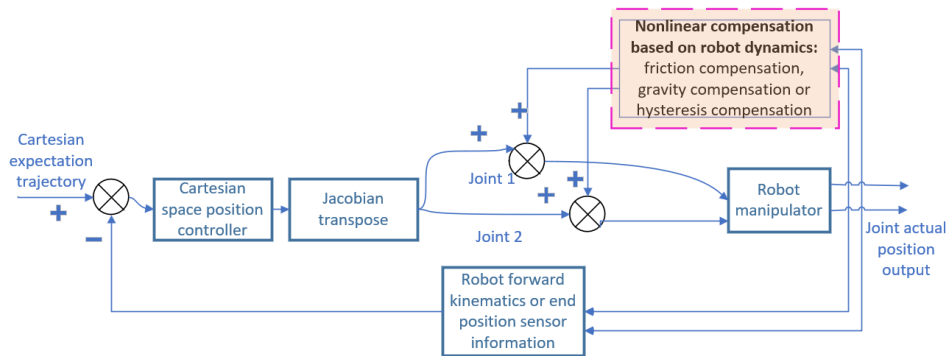 Nonlinear compensation
based on robot dynamics:
friction compensation,
gravity compensation or
hysteresis compensation
+
+
+
+
Cartesian
expectation
trajectory
+
−
Cartesian
space position
controller
Jacobian
transpose
Joint 1
Joint 2
Robot
manipulator
Joint actual
position
output
Robot forward
kinematics or end
position sensor
information